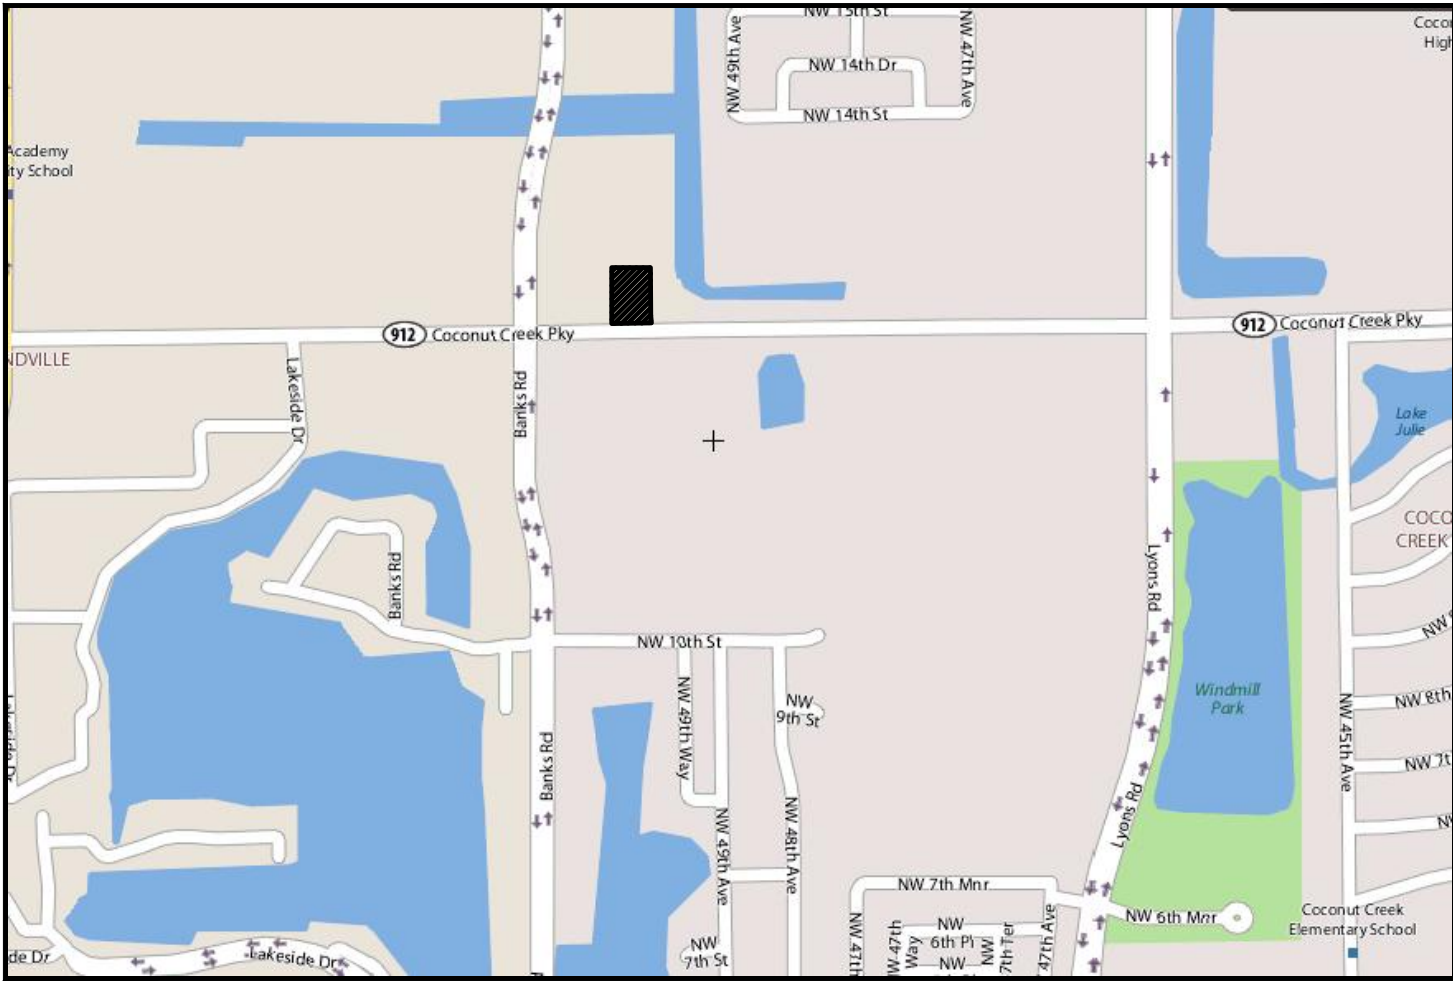 NW 15th St
Coco
High
NW 49th Ave
NW 47th Ave
NW 14th Dr
NW 14th St
Academy
ity School
912 Coconut Creek Pky
912 Coconut Creek Pky
NDVILLE
Lakeside Dr
Banks Rd
Lake
Julie
COCO
CREEK
Banks Rd
Lyons Rd
NW
NW 10th St
NW 8th
Windmill
Park
NW 49th Way
NW
9th St
Lakeside Dr
NW 45th Ave
Banks Rd
NW 7t
Lyons Rd
NW 49th Ave
NW 48th Ave
NW 7th Mnr
NW 6th Mnr
Coconut Creek
Elementary School
NW 47th
NW 47th
Way
NW
6th Pl
NW
7th Ter
47th Ave
NW
7th St
NW
de Dr
Lakeside Dr